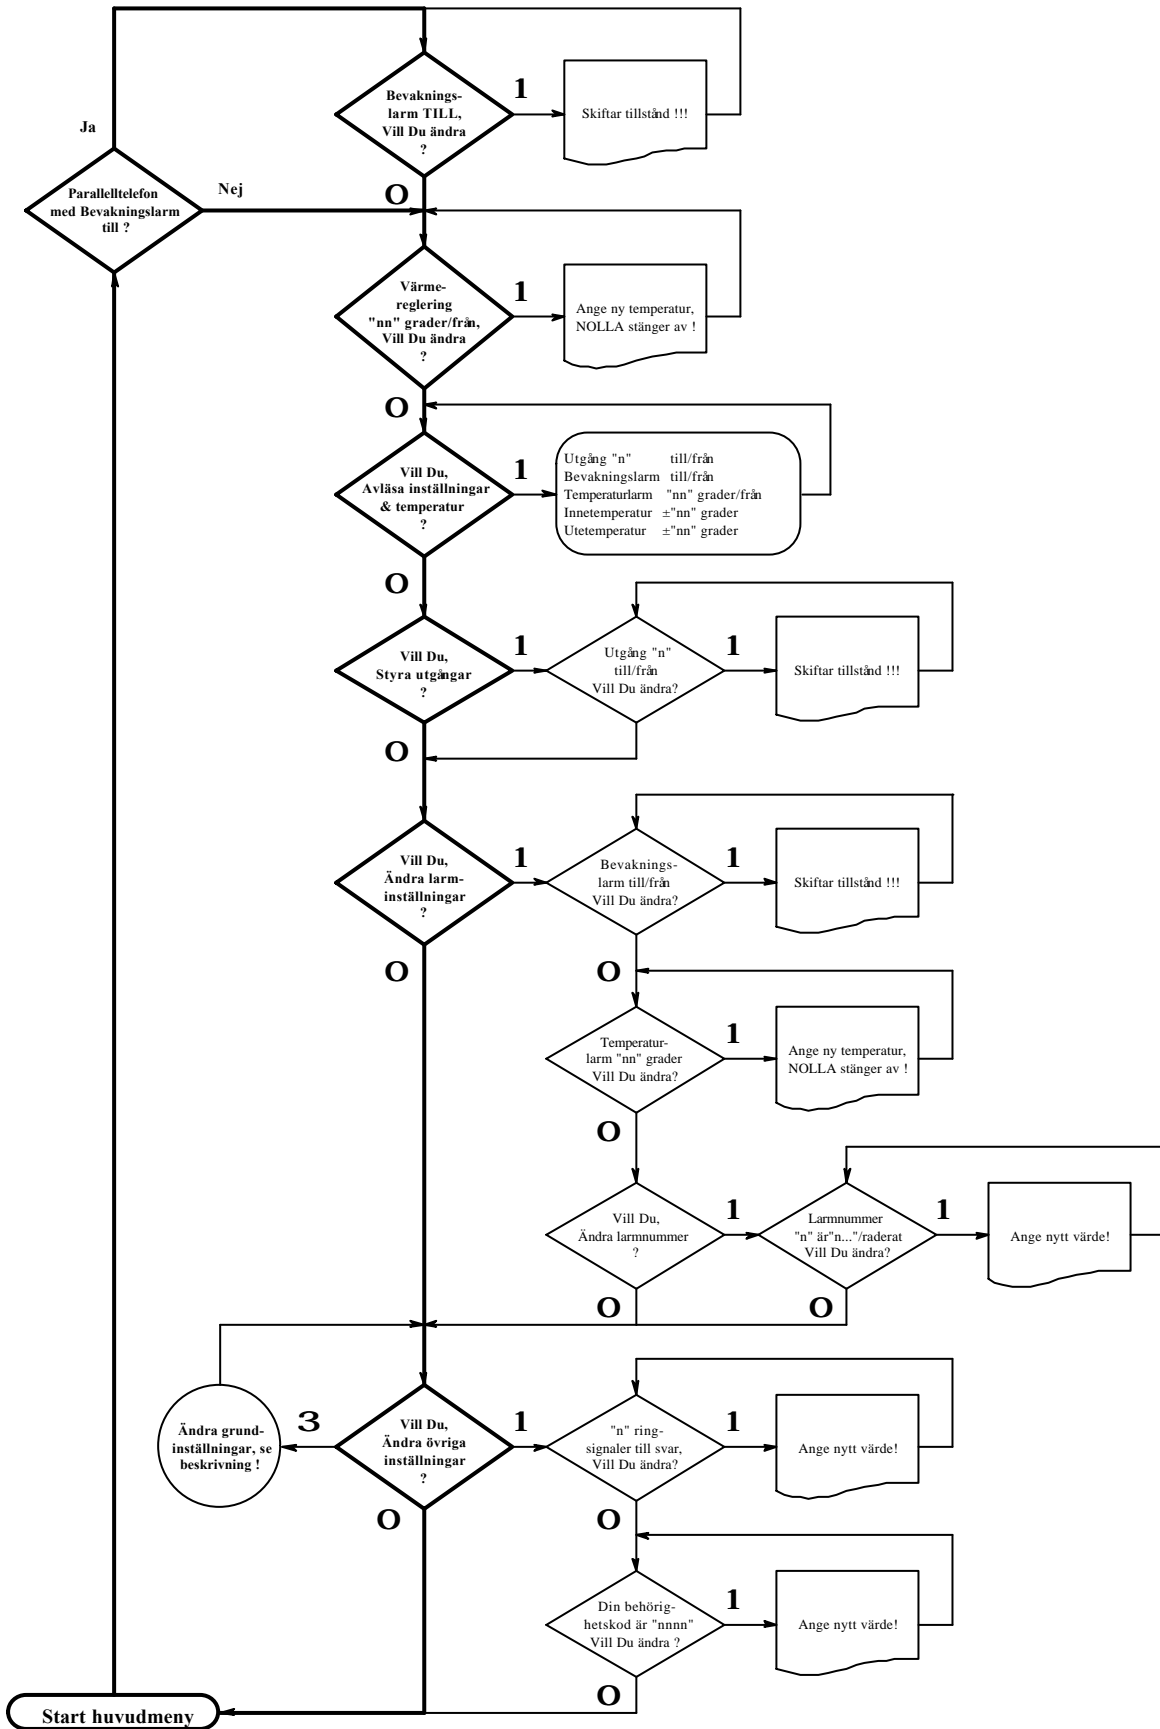 Bevaknings-
larm TILL,
Vill Du ändra
?
1
Skiftar tillstånd !!!
Ja
O
Parallelltelefon
med Bevakningslarm
till ?
Nej
Värme-
reglering
"nn" grader/från,
Vill Du ändra
?
1
Ange ny temperatur,
NOLLA stänger av !
O
Vill Du,
Avläsa inställningar
& temperatur
?
1
Utgång "n" till/från
Bevakningslarm till/från
Temperaturlarm "nn" grader/från
Innetemperatur ±"nn" grader
Utetemperatur ±"nn" grader
O
Vill Du,
Styra utgångar
?
1
Utgång "n"
till/från
Vill Du ändra?
1
Skiftar tillstånd !!!
O
Vill Du,
Ändra larm-
inställningar
?
1
Bevaknings-
larm till/från
Vill Du ändra?
1
Skiftar tillstånd !!!
O
O
Temperatur-
larm "nn" grader
Vill Du ändra?
1
Ange ny temperatur,
NOLLA stänger av !
O
Vill Du,
Ändra larmnummer
?
1
Larmnummer
"n" är"n..."/raderat
Vill Du ändra?
1
Ange nytt värde!
O
O
Ändra grund-
inställningar, se
beskrivning !
3
Vill Du,
Ändra övriga
inställningar
?
1
"n" ring-
signaler till svar,
Vill Du ändra?
1
Ange nytt värde!
O
O
Din behörig-
hetskod är "nnnn"
Vill Du ändra ?
1
Ange nytt värde!
O
Start huvudmeny